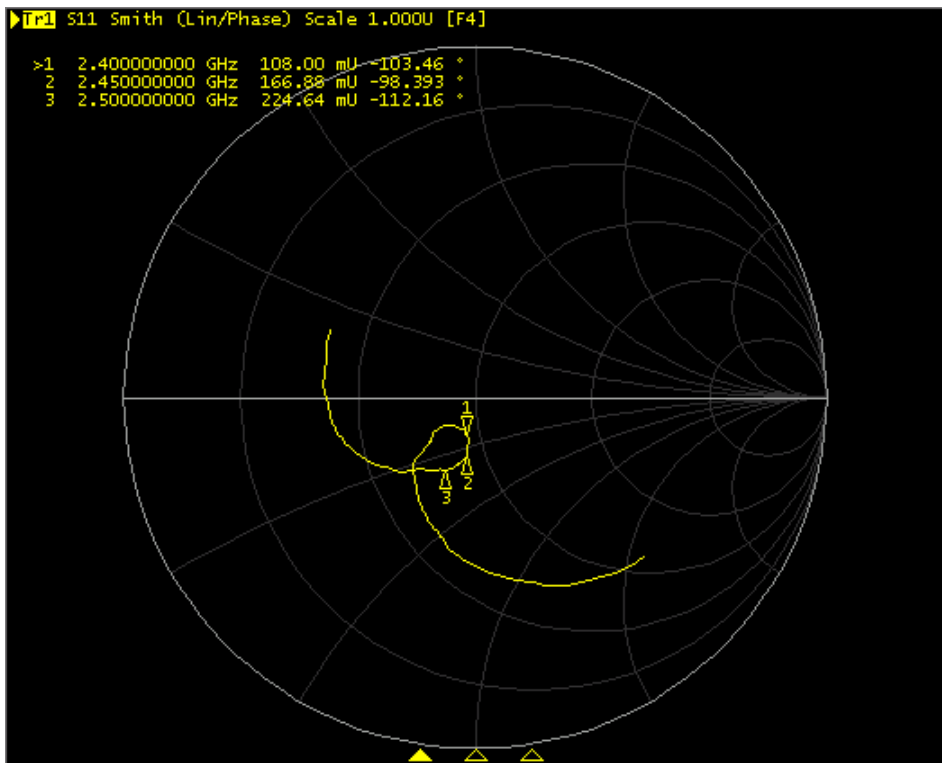 Tr1 S11 Smith (Lin/Phase) Scale 1.000U [F4]
>1 2.400000000 GHz 108.00 mU -103.46 °
2 2.450000000 GHz 166.88 mU -98.393 °
3 2.500000000 GHz 224.64 mU -112.16 °
1
2
3